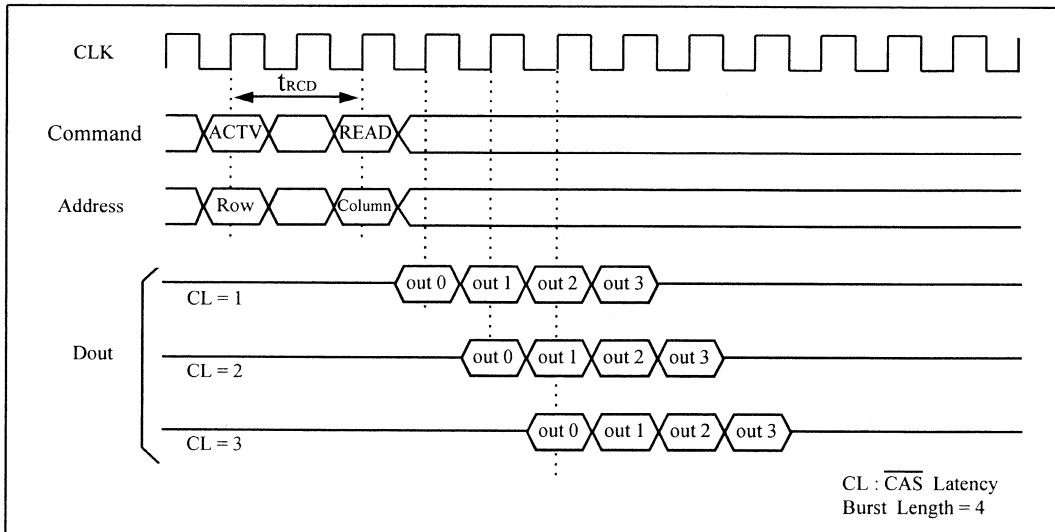 CLK
tRCD
Command
ACTV READ
Address
Row Column
Dout
CL = 1
out 0 out 1 out 2 out 3
CL = 2
out 0 out 1 out 2 out 3
CL = 3
out 0 out 1 out 2 out 3
CL : CAS Latency
Burst Length = 4